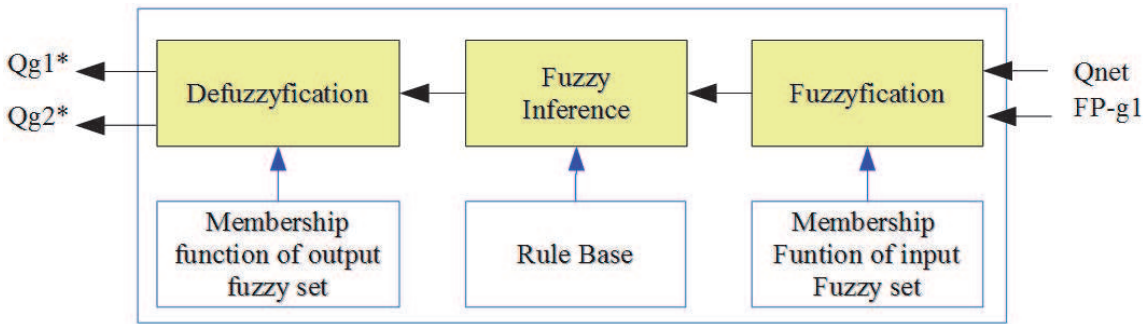 Qg1*
Qg2*
Defuzzyfication
Fuzzy
Inference
Fuzzyfication
Qnet
FP-g1
Membership
function of output
fuzzy set
Rule Base
Membership
Funtion of input
Fuzzy set